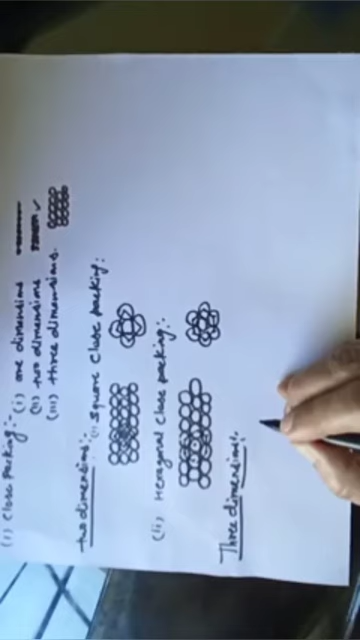 (1) Close Packing:- (i) one dimensions
(ii) two dimensions
(iii) three dimensions.
two dimensions:- (i) square close packing:
(ii) Hexagonal close packing:-
Three dimensions:-